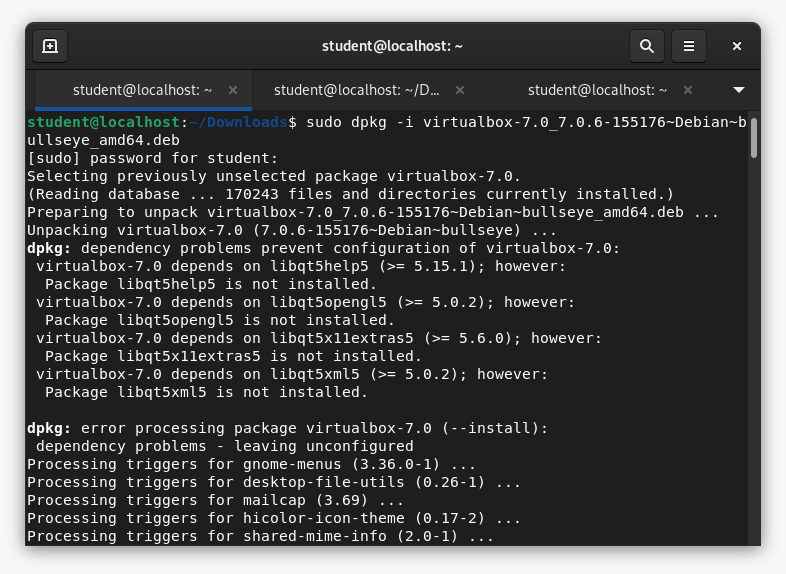 student@localhost: ~
student@localhost: ~ ×
student@localhost: ~/D... ×
student@localhost: ~ ×
student@localhost:~/Downloads$ sudo dpkg -i virtualbox-7.0_7.0.6-155176~Debian~b
ullseye_amd64.deb
[sudo] password for student:
Selecting previously unselected package virtualbox-7.0.
(Reading database ... 170243 files and directories currently installed.)
Preparing to unpack virtualbox-7.0_7.0.6-155176~Debian~bullseye_amd64.deb ...
Unpacking virtualbox-7.0 (7.0.6-155176~Debian~bullseye) ...
dpkg: dependency problems prevent configuration of virtualbox-7.0:
 virtualbox-7.0 depends on libqt5help5 (>= 5.15.1); however:
  Package libqt5help5 is not installed.
 virtualbox-7.0 depends on libqt5opengl5 (>= 5.0.2); however:
  Package libqt5opengl5 is not installed.
 virtualbox-7.0 depends on libqt5x11extras5 (>= 5.6.0); however:
  Package libqt5x11extras5 is not installed.
 virtualbox-7.0 depends on libqt5xml5 (>= 5.0.2); however:
  Package libqt5xml5 is not installed.

dpkg: error processing package virtualbox-7.0 (--install):
 dependency problems - leaving unconfigured
Processing triggers for gnome-menus (3.36.0-1) ...
Processing triggers for desktop-file-utils (0.26-1) ...
Processing triggers for mailcap (3.69) ...
Processing triggers for hicolor-icon-theme (0.17-2) ...
Processing triggers for shared-mime-info (2.0-1) ...